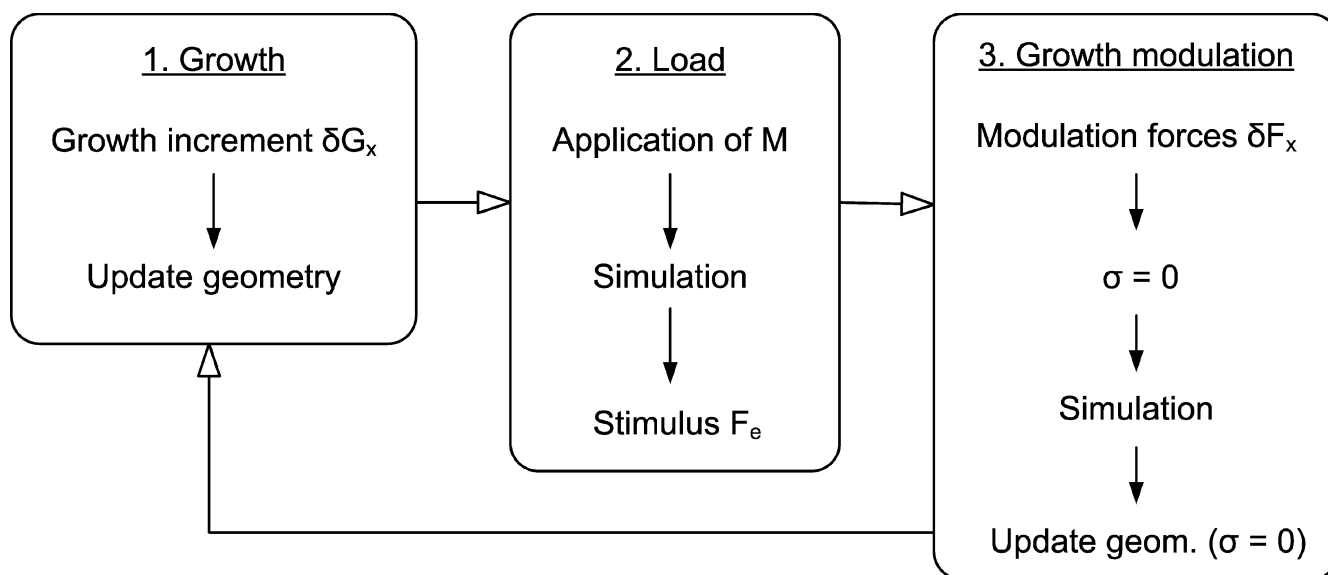 1. Growth
Growth increment δGₓ
Update geometry
2. Load
Application of M
Simulation
Stimulus Fₑ
3. Growth modulation
Modulation forces δFₓ
σ = 0
Simulation
Update geom. (σ = 0)